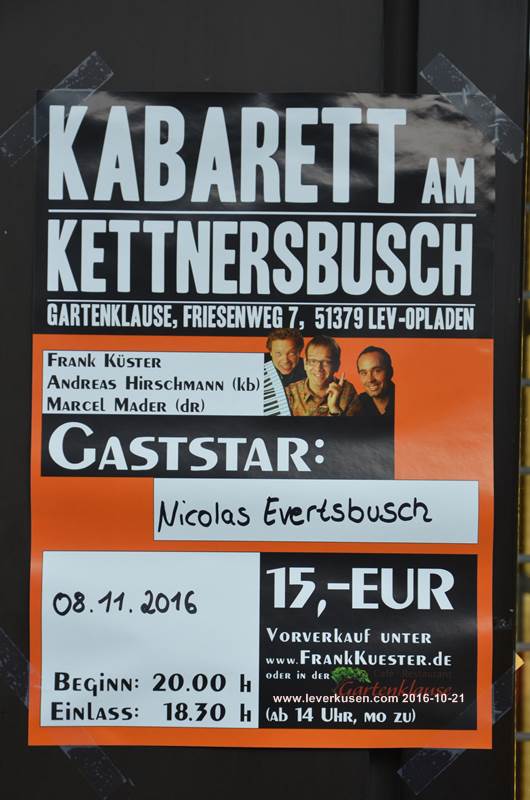 KABARETT AM
KETTNERSBUSCH
GARTENKLAUSE, FRIESENWEG 7, 51379 LEV-OPLADEN
FRANK KÜSTER
ANDREAS HIRSCHMANN (kb)
MARCEL MADER (dr)
GASTSTAR:
Nicolas Evertsbusch
08.11.2016
BEGINN: 20.00 h
EINLASS: 18.30 h
15,-EUR
VORVERKAUF UNTER
www.FRANKKUESTER.DE
ODER IN DER
Café · Restaurant
Gartenklause
www.leverkusen.com 2016-10-21
(AB 14 UHR, MO ZU)